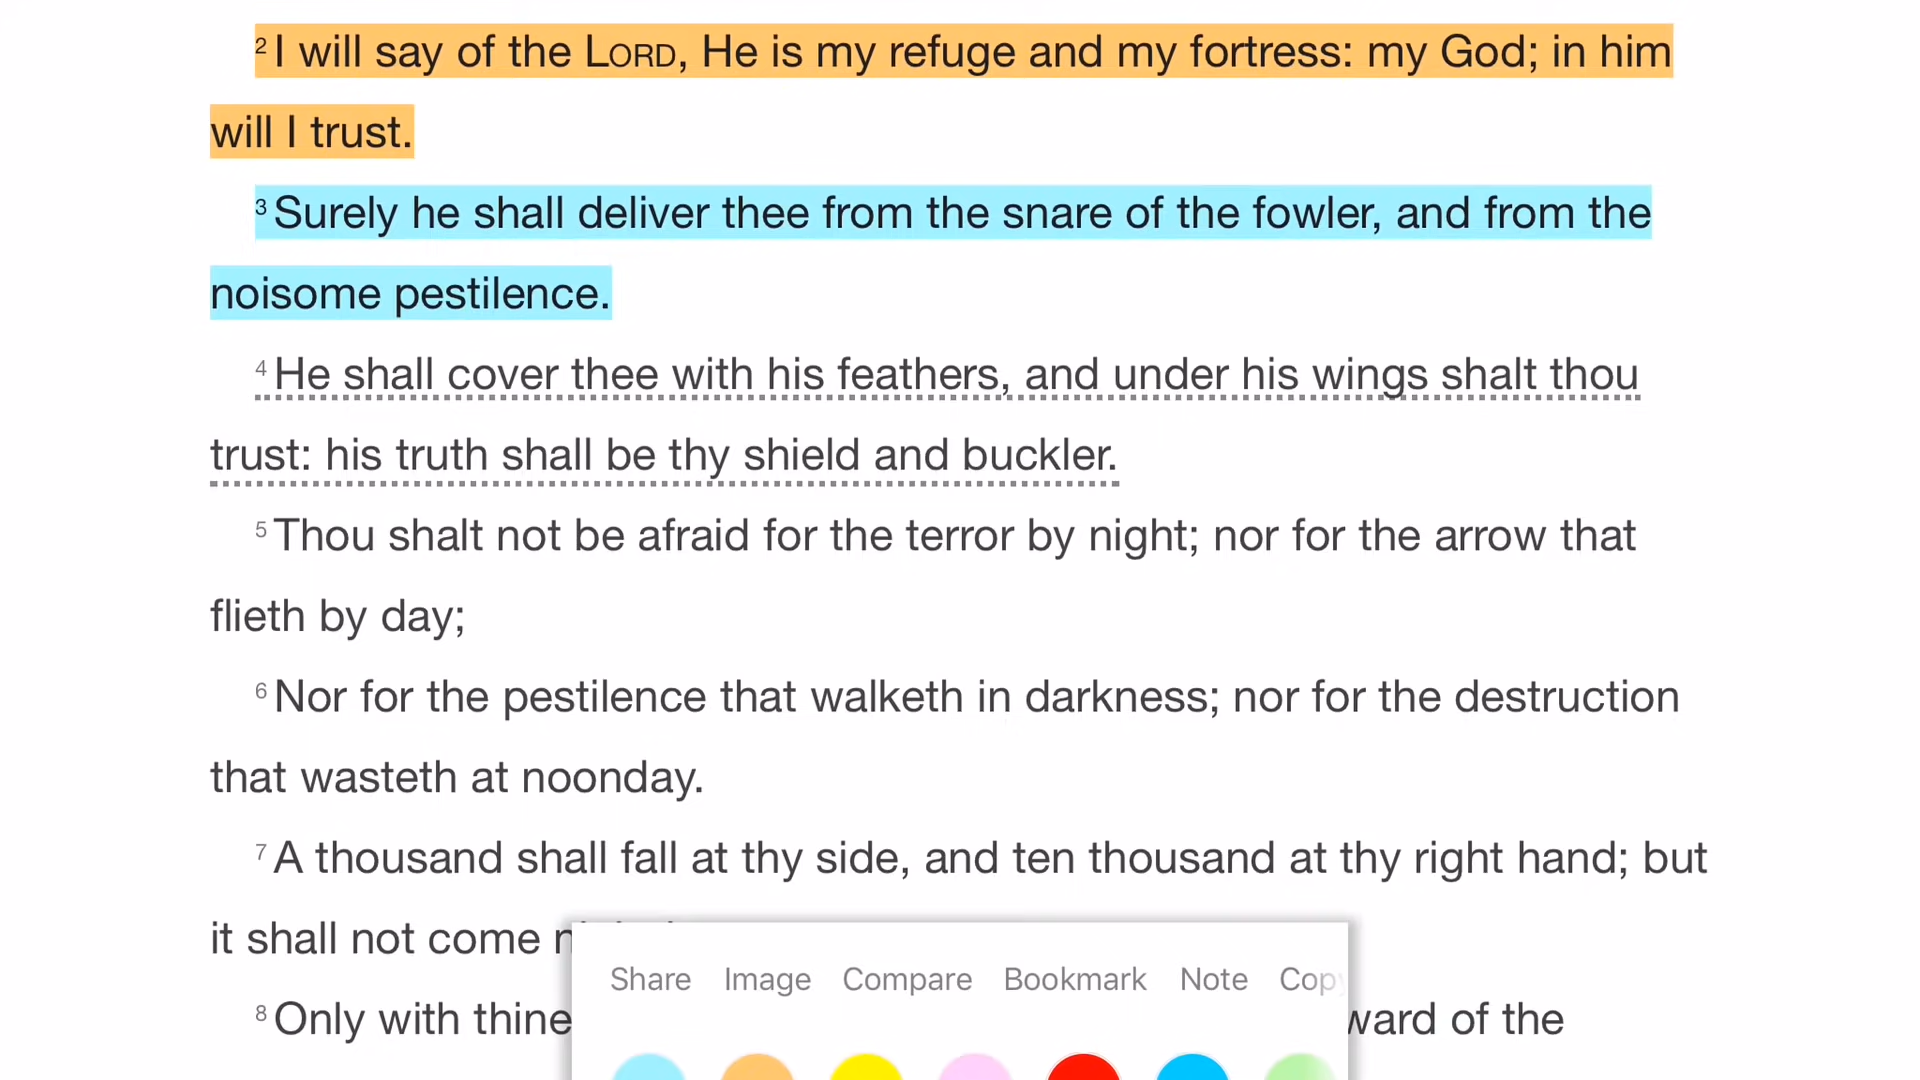 2 I will say of the LORD, He is my refuge and my fortress: my God; in him
will I trust.
3 Surely he shall deliver thee from the snare of the fowler, and from the
noisome pestilence.
4 He shall cover thee with his feathers, and under his wings shalt thou
trust: his truth shall be thy shield and buckler.
5 Thou shalt not be afraid for the terror by night; nor for the arrow that
flieth by day;
6 Nor for the pestilence that walketh in darkness; nor for the destruction
that wasteth at noonday.
7 A thousand shall fall at thy side, and ten thousand at thy right hand; but
it shall not come
8 Only with thine ward of the
Share Image Compare Bookmark Note Copy